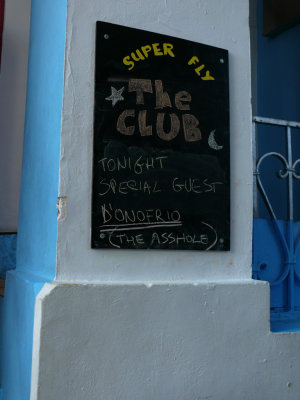 SUPER FLY
The
CLUB
TONIGHT
SPECIAL GUEST
D'ONOFRIO
(THE ASSHOLE)